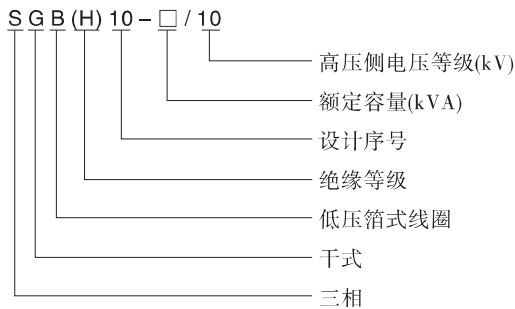 SGB(H)10-□/10
高压侧电压等级(kV)
额定容量(kVA)
设计序号
绝缘等级
低压箔式线圈
干式
三相